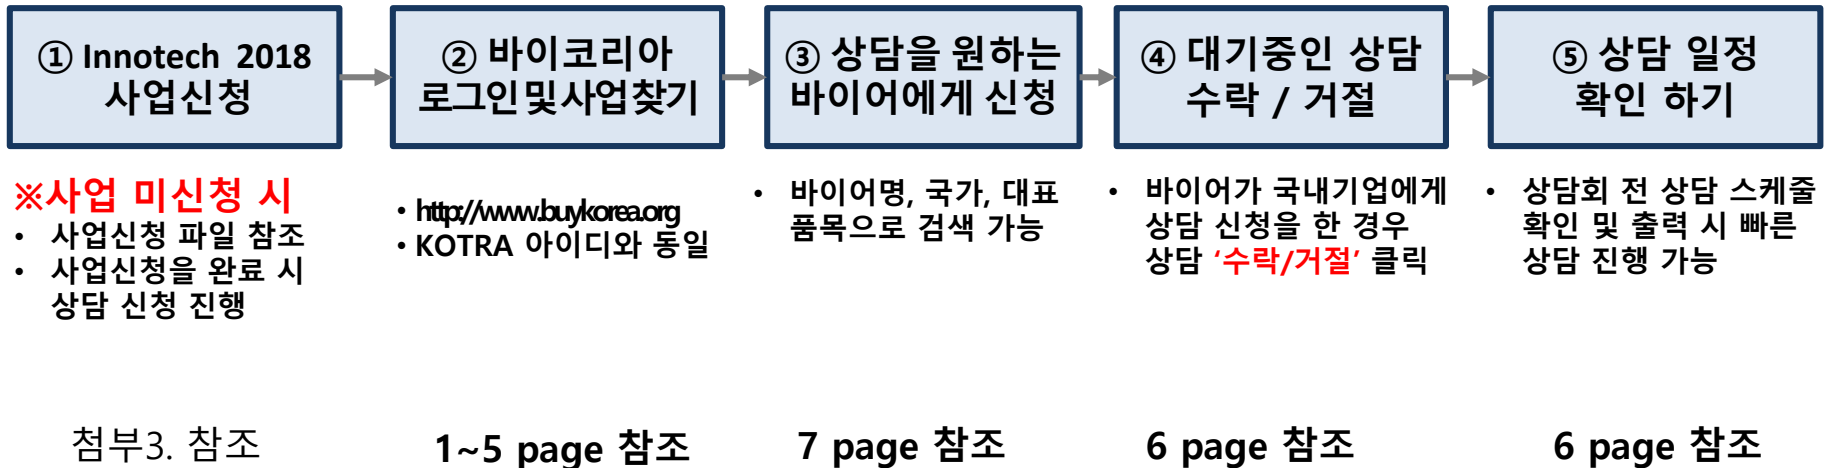 ① Innotech 2018
사업신청
② 바이코리아
로그인및사업찾기
③ 상담을 원하는
바이어에게 신청
④ 대기중인 상담
수락 / 거절
⑤ 상담 일정
확인 하기
※사업 미신청 시
• 사업신청 파일 참조
• 사업신청을 완료 시
상담 신청 진행
• http://www.buykorea.org
• KOTRA 아이디와 동일
• 바이어명, 국가, 대표
품목으로 검색 가능
• 바이어가 국내기업에게
상담 신청을 한 경우
상담 ‘수락/거절’ 클릭
• 상담회 전 상담 스케줄
확인 및 출력 시 빠른
상담 진행 가능
첨부3. 참조
1~5 page 참조
7 page 참조
6 page 참조
6 page 참조